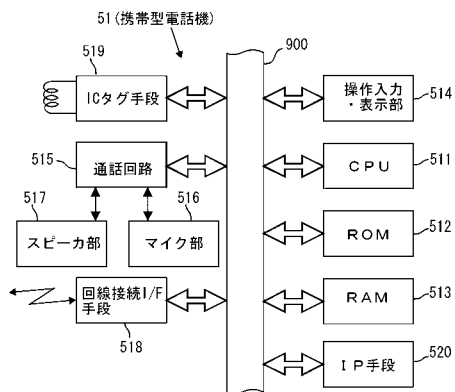 51(携帯型電話機)
900
519
ICタグ手段
操作入力
・表示部
514
515
通話回路
CPU
511
517
スピーカ部
516
マイク部
ROM
512
回線接続I/F
手段
518
RAM
513
IP手段
520